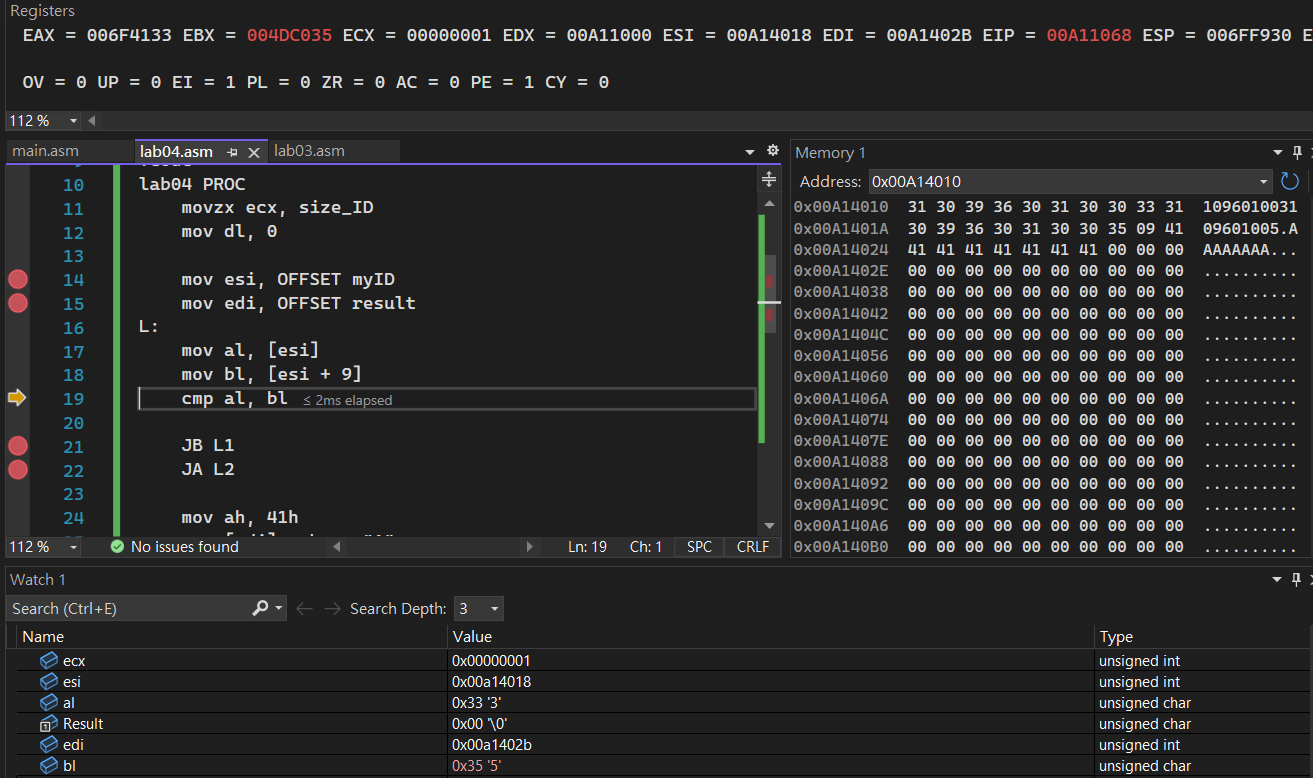 Registers
EAX = 006F4133 EBX = 004DC035 ECX = 00000001 EDX = 00A11000 ESI = 00A14018 EDI = 00A1402B EIP = 00A11068 ESP = 006FF930 E
OV = 0 UP = 0 EI = 1 PL = 0 ZR = 0 AC = 0 PE = 1 CY = 0
112 %
main.asm lab04.asm lab03.asm
10 lab04 PROC
11 movzx ecx, size_ID
12 mov dl, 0
13
14 mov esi, OFFSET myID
15 mov edi, OFFSET result
16 L:
17 mov al, [esi]
18 mov bl, [esi + 9]
19 cmp al, bl ≤ 2ms elapsed
20
21 JB L1
22 JA L2
23
24 mov ah, 41h
112 % No issues found Ln: 19 Ch: 1 SPC CRLF
Memory 1
Address: 0x00A14010
0x00A14010 31 30 39 36 30 31 30 30 33 31 1096010031
0x00A1401A 30 39 36 30 31 30 30 35 09 41 09601005.A
0x00A14024 41 41 41 41 41 41 41 00 00 00 AAAAAAA...
0x00A1402E 00 00 00 00 00 00 00 00 00 00 ..........
0x00A14038 00 00 00 00 00 00 00 00 00 00 ..........
0x00A14042 00 00 00 00 00 00 00 00 00 00 ..........
0x00A1404C 00 00 00 00 00 00 00 00 00 00 ..........
0x00A14056 00 00 00 00 00 00 00 00 00 00 ..........
0x00A14060 00 00 00 00 00 00 00 00 00 00 ..........
0x00A1406A 00 00 00 00 00 00 00 00 00 00 ..........
0x00A14074 00 00 00 00 00 00 00 00 00 00 ..........
0x00A1407E 00 00 00 00 00 00 00 00 00 00 ..........
0x00A14088 00 00 00 00 00 00 00 00 00 00 ..........
0x00A14092 00 00 00 00 00 00 00 00 00 00 ..........
0x00A1409C 00 00 00 00 00 00 00 00 00 00 ..........
0x00A140A6 00 00 00 00 00 00 00 00 00 00 ..........
0x00A140B0 00 00 00 00 00 00 00 00 00 00 ..........
Watch 1
Search (Ctrl+E) Search Depth: 3
Name Value Type
ecx 0x00000001 unsigned int
esi 0x00a14018 unsigned int
al 0x33 '3' unsigned char
Result 0x00 '\0' unsigned char
edi 0x00a1402b unsigned int
bl 0x35 '5' unsigned char